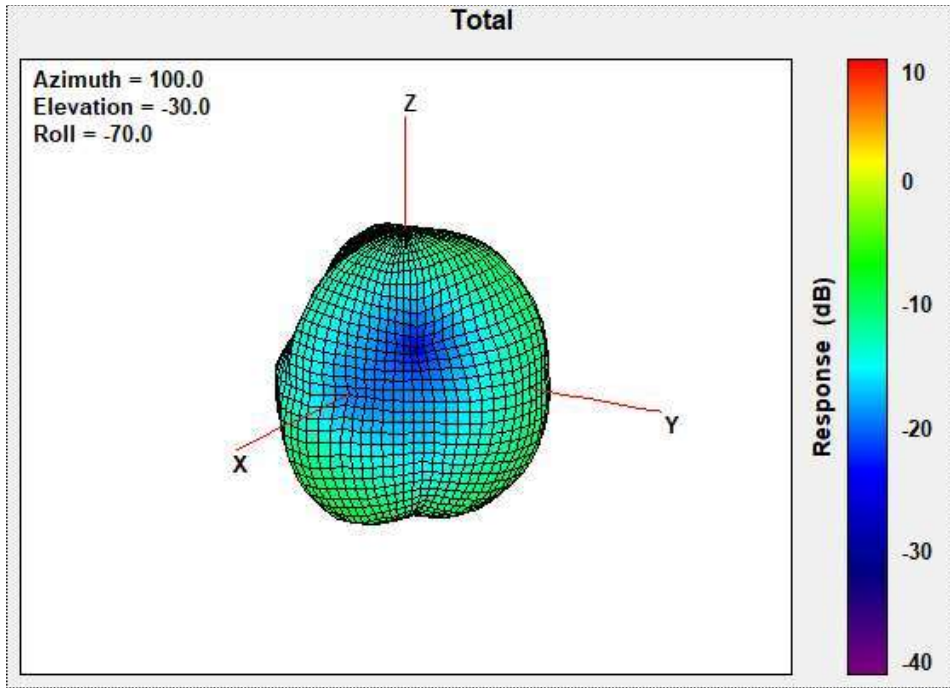 Total
Azimuth = 100.0
Elevation = -30.0
Roll = -70.0
Z
Y
X
10
0
-10
-20
-30
-40
Response (dB)